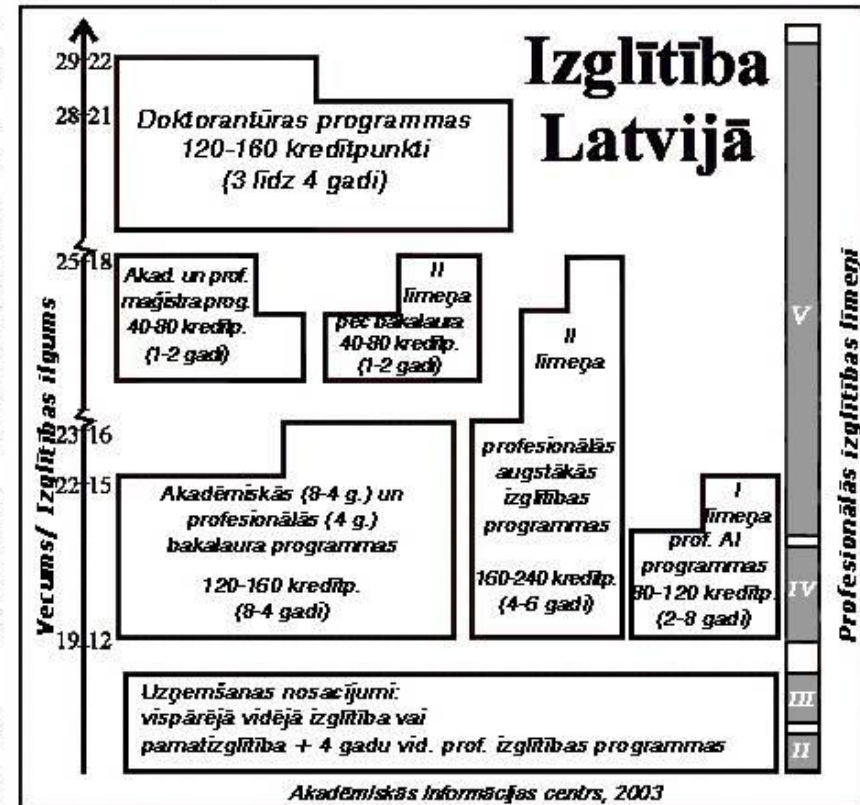 Izglītība
Latvijā
29 22
28 21
Doktorantūras programmas
120-160 kredītpunkti
(3 līdz 4 gadi)
25 18
Akad. un prof.
maģistra prog.
40-80 kredītp.
(1-2 gadi)
II
līmeņa
pēc bakalaura
40-80 kredītp.
(1-2 gadi)
II
līmeņa
profesionālās
augstākās
izglītības
programmas
160-240 kredītp.
(4-6 gadi)
23 16
22 15
Akadēmiskās (8-4 g.) un
profesionālās (4 g.)
bakalaura programmas
120-160 kredītp.
(8-4 gadi)
I
līmeņa
prof. AI
programmas
80-120 kredītp.
(2-8 gadi)
19 12
Uzņemšanas nosacījumi:
vispārējā vidējā izglītība vai
pamatizglītība + 4 gadu vid. prof. izglītības programmas
Akadēmiskās Informācijas centrs, 2003
Vecums/ Izglītības ilgums
V
IV
III
II
Profesionālās izglītības līmeņi